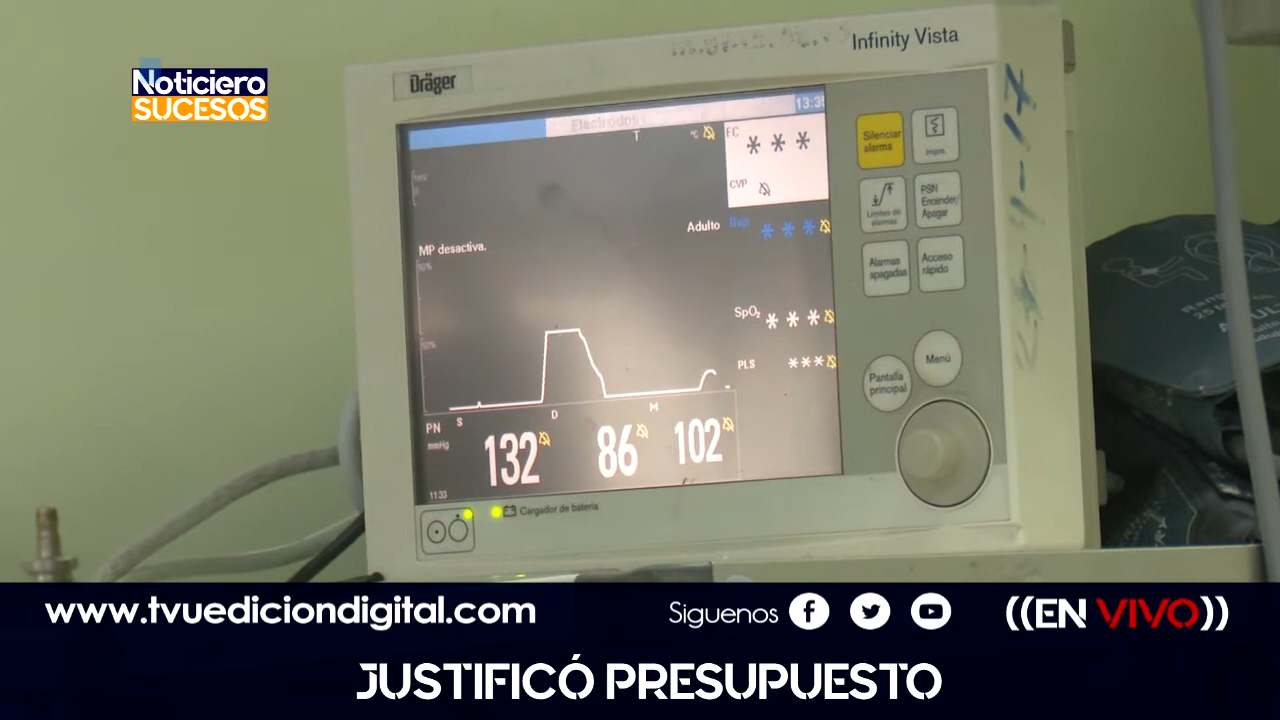 Noticiero
SUCESOS
Dräger
Infinity Vista
Electrodos
T
°C
13:3
FC
* * *
CVP
Adulto
* * *
MP desactiva.
SpO₂
* * *
PLS
***
PN
mmHg
S
D
M
132
86
102
11:33
Cargador de batería
Silenciar
alarma
Impre.
Límites de
alarmas
PSN
Encender/
Apagar
Alarmas
apagadas
Acceso
rápido
Pantalla
principal
Menú
www.tvuediciondigital.com
Siguenos
((EN VIVO))
JUSTIFICÓ PRESUPUESTO